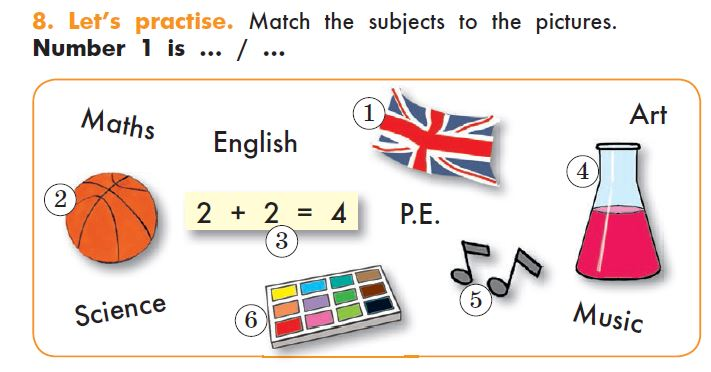 8. Let's practise. Match the subjects to the pictures.
Number 1 is ... / ...
Maths
English
1
Art
2
2 + 2 = 4
3
P.E.
4
Science
6
5
Music